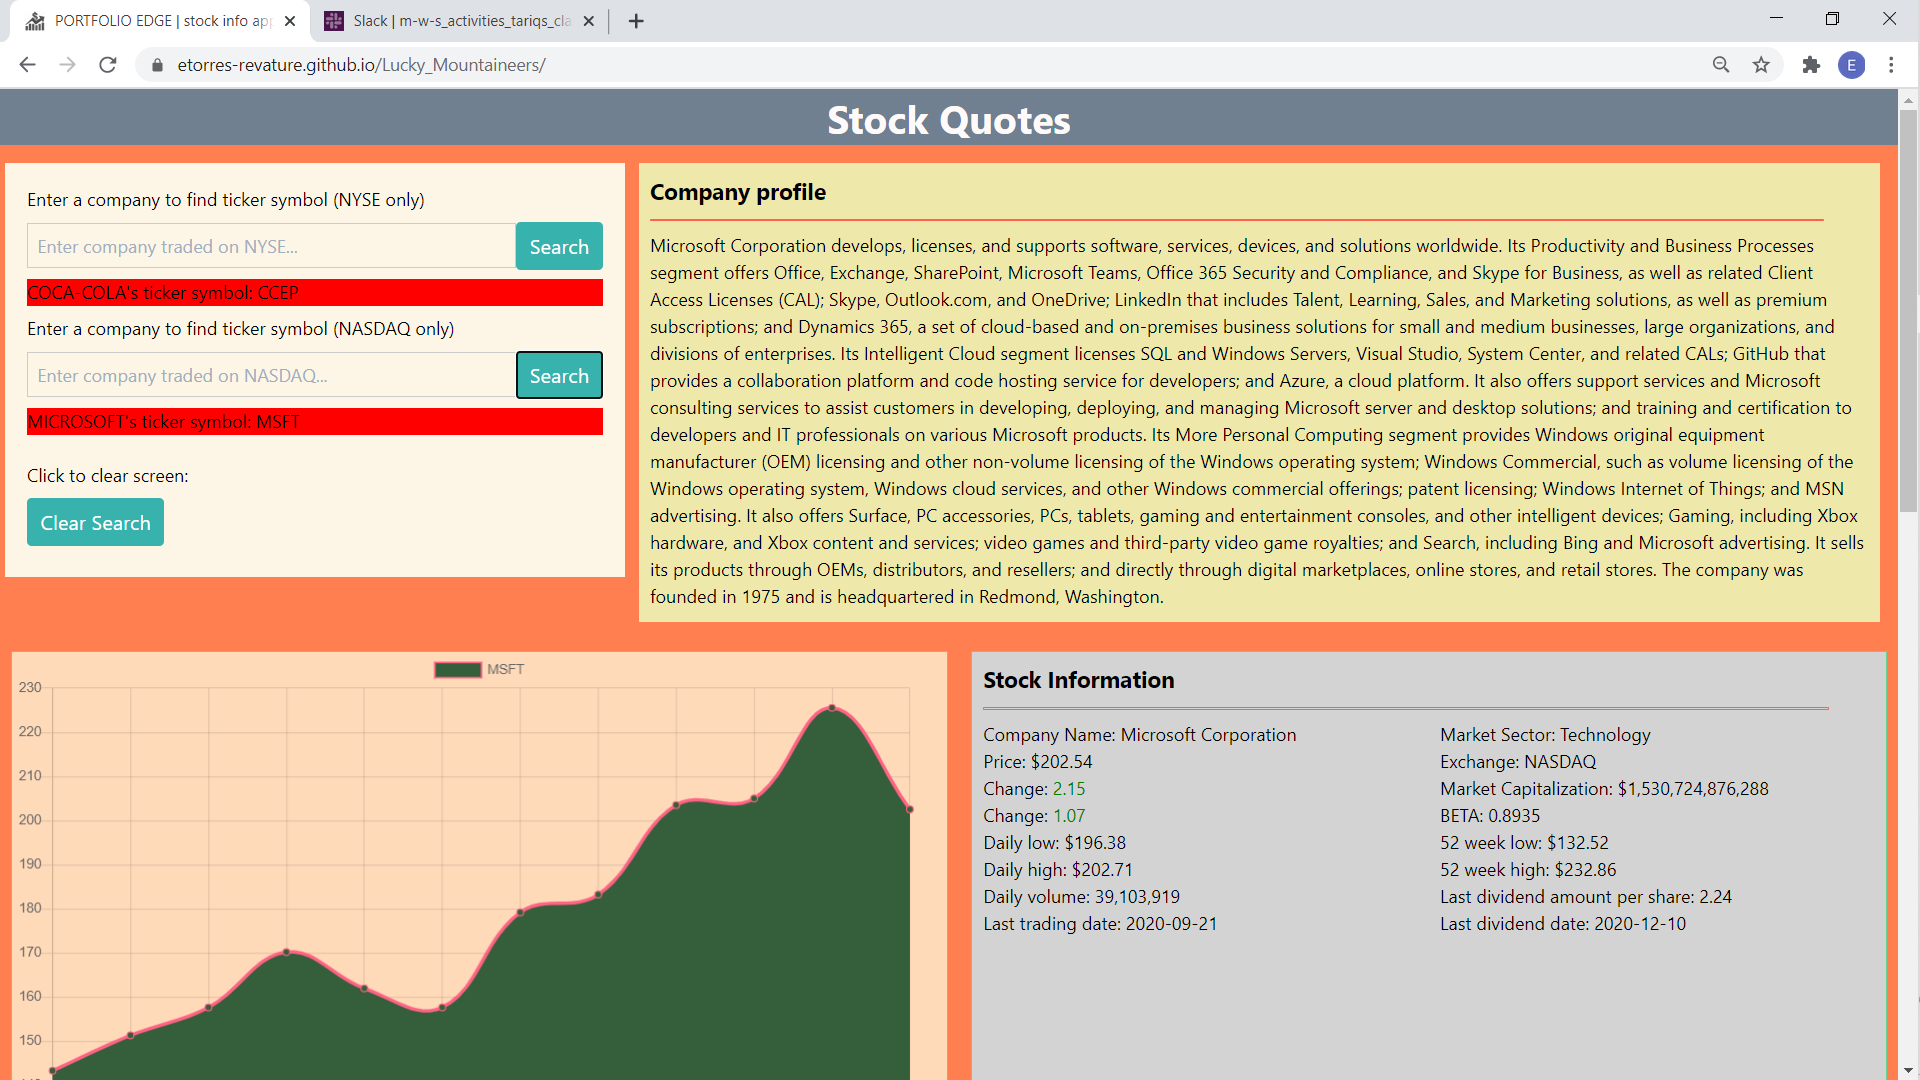 PORTFOLIO EDGE | stock info app
Slack | m-w-s_activities_tariqs_cla
etorres-revature.github.io/Lucky_Mountaineers/
E
Stock Quotes
Enter a company to find ticker symbol (NYSE only)
Enter company traded on NYSE...
Search
COCA-COLA's ticker symbol: CCEP
Enter a company to find ticker symbol (NASDAQ only)
Enter company traded on NASDAQ...
Search
MICROSOFT's ticker symbol: MSFT
Click to clear screen:
Clear Search
Company profile
Microsoft Corporation develops, licenses, and supports software, services, devices, and solutions worldwide. Its Productivity and Business Processes
segment offers Office, Exchange, SharePoint, Microsoft Teams, Office 365 Security and Compliance, and Skype for Business, as well as related Client
Access Licenses (CAL); Skype, Outlook.com, and OneDrive; LinkedIn that includes Talent, Learning, Sales, and Marketing solutions, as well as premium
subscriptions; and Dynamics 365, a set of cloud-based and on-premises business solutions for small and medium businesses, large organizations, and
divisions of enterprises. Its Intelligent Cloud segment licenses SQL and Windows Servers, Visual Studio, System Center, and related CALs; GitHub that
provides a collaboration platform and code hosting service for developers; and Azure, a cloud platform. It also offers support services and Microsoft
consulting services to assist customers in developing, deploying, and managing Microsoft server and desktop solutions; and training and certification to
developers and IT professionals on various Microsoft products. Its More Personal Computing segment provides Windows original equipment
manufacturer (OEM) licensing and other non-volume licensing of the Windows operating system; Windows Commercial, such as volume licensing of the
Windows operating system, Windows cloud services, and other Windows commercial offerings; patent licensing; Windows Internet of Things; and MSN
advertising. It also offers Surface, PC accessories, PCs, tablets, gaming and entertainment consoles, and other intelligent devices; Gaming, including Xbox
hardware, and Xbox content and services; video games and third-party video game royalties; and Search, including Bing and Microsoft advertising. It sells
its products through OEMs, distributors, and resellers; and directly through digital marketplaces, online stores, and retail stores. The company was
founded in 1975 and is headquartered in Redmond, Washington.
MSFT
230
220
210
200
190
180
170
160
150
Stock Information
Company Name: Microsoft Corporation
Price: $202.54
Change: 2.15
Change: 1.07
Daily low: $196.38
Daily high: $202.71
Daily volume: 39,103,919
Last trading date: 2020-09-21
Market Sector: Technology
Exchange: NASDAQ
Market Capitalization: $1,530,724,876,288
BETA: 0.8935
52 week low: $132.52
52 week high: $232.86
Last dividend amount per share: 2.24
Last dividend date: 2020-12-10